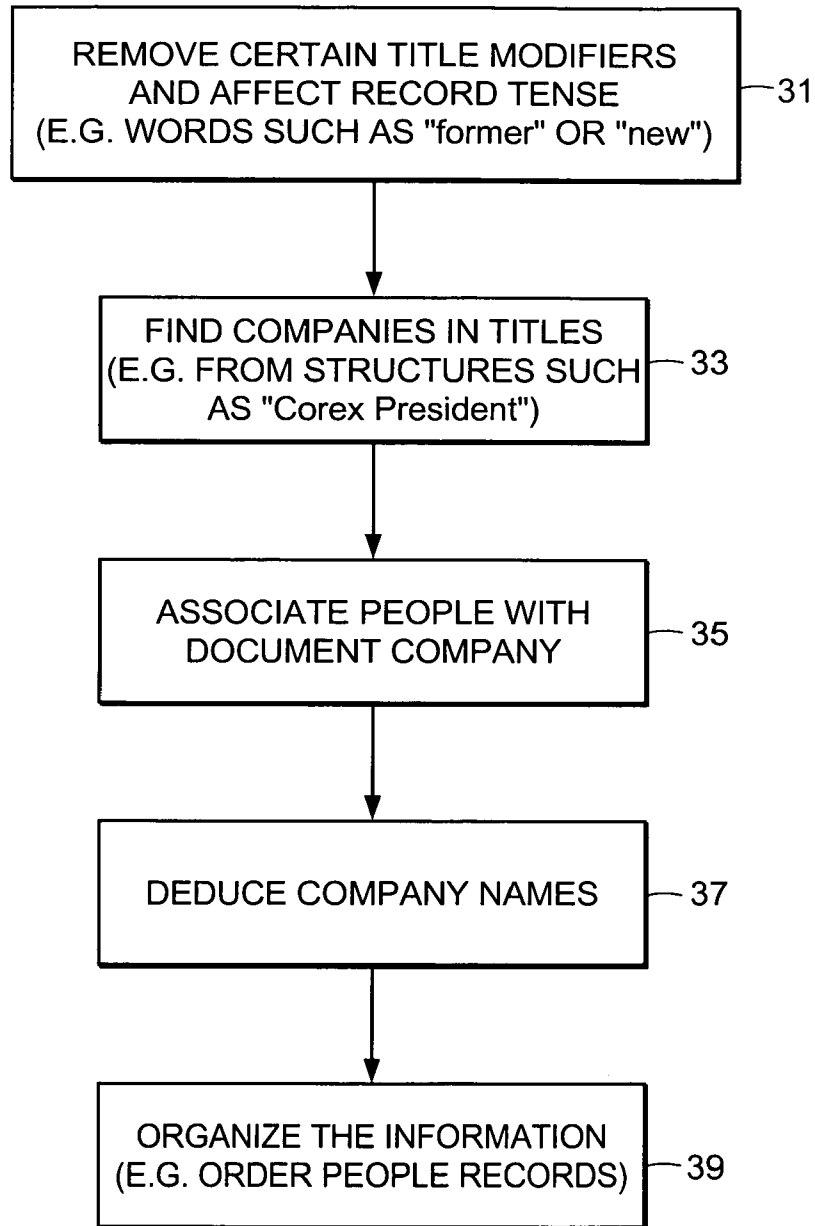 REMOVE CERTAIN TITLE MODIFIERS
AND AFFECT RECORD TENSE
(E.G. WORDS SUCH AS "former" OR "new")
31
FIND COMPANIES IN TITLES
(E.G. FROM STRUCTURES SUCH
AS "Corex President")
33
ASSOCIATE PEOPLE WITH
DOCUMENT COMPANY
35
DEDUCE COMPANY NAMES
37
ORGANIZE THE INFORMATION
(E.G. ORDER PEOPLE RECORDS)
39